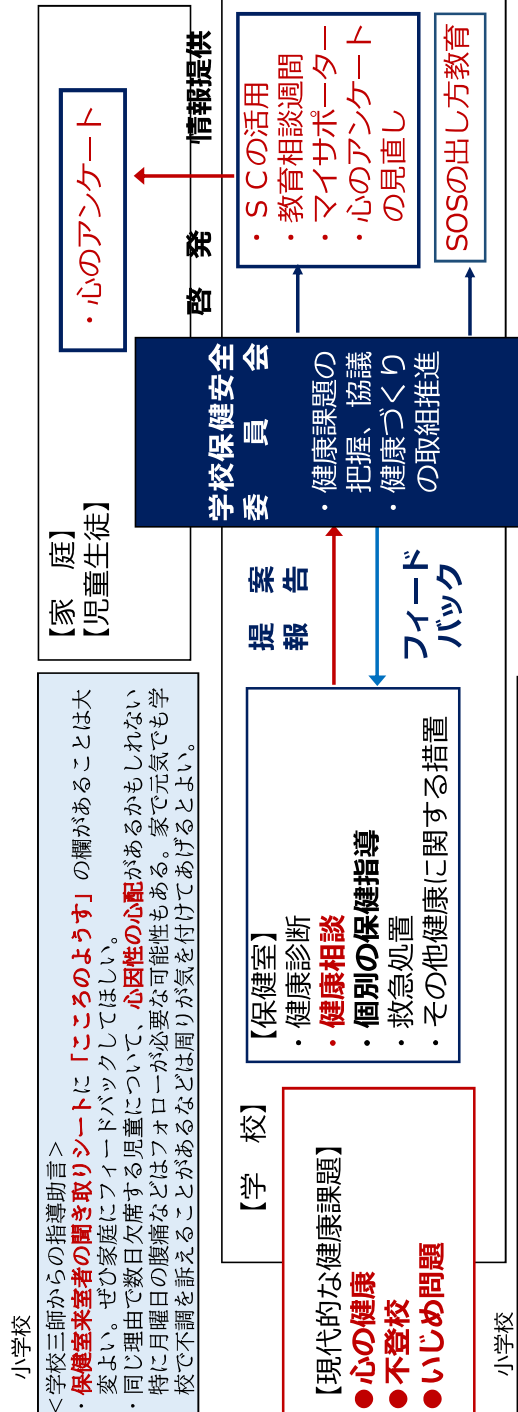 小学校
＜学校三師からの指導助言＞
・保健室来室者の聞き取りシートに「こころのようす」の欄があることは大
変よい。ぜひ家庭にフィードバックしてほしい。
・同じ理由で数日欠席する児童について、心因性の心配があるかもしれない
特に月曜日の腹痛などはフォローが必要な可能性もある。家で元気でも学
校で不調を訴えることがあるなどは周りが気を付けてあげるとよい。
【家　庭】
【児童生徒】
・心のアンケート
啓　発
情報提供
【学　校】
【現代的な健康課題】
●心の健康
●不登校
●いじめ問題
【保健室】
・健康診断
・健康相談
・個別の保健指導
・救急処置
・その他健康に関する措置
提　案
報　告
フィード
バック
学校保健安全
委　員　会
・健康課題の
把握、協議
・健康づくり
の取組推進
・ＳＣの活用
・教育相談週間
・マイサポーター
・心のアンケート
の見直し
SOSの出し方教育
小学校